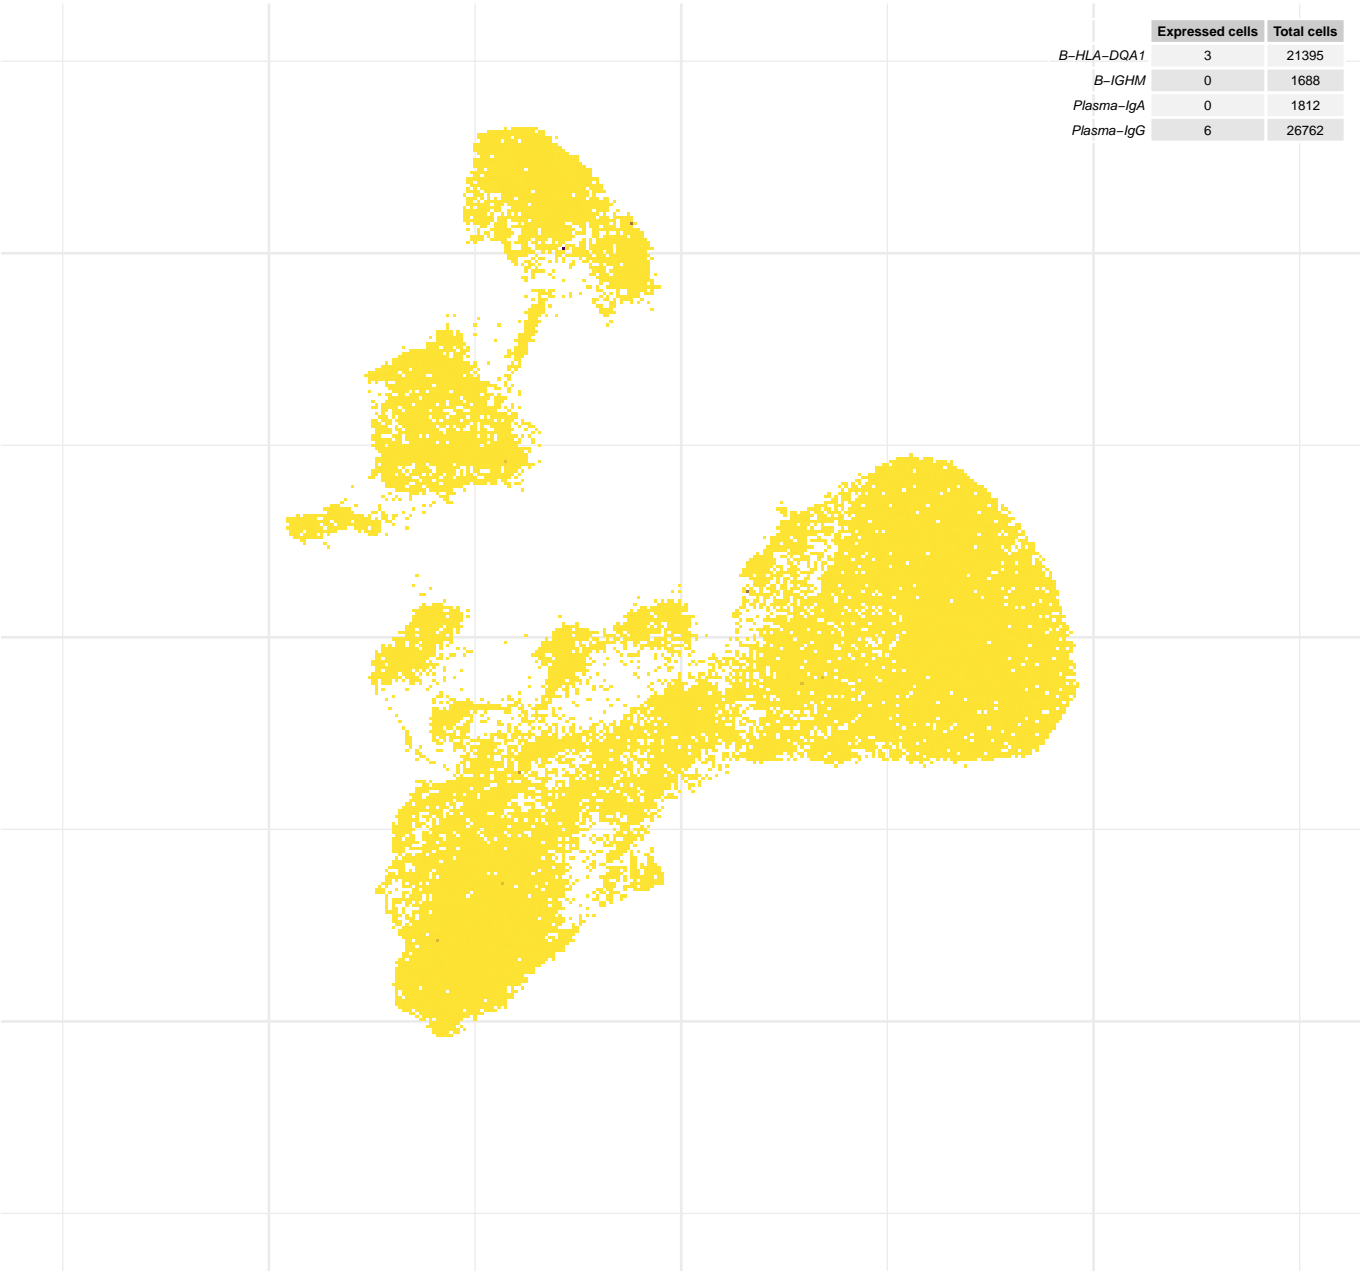 Expressed cells Total cells
B−HLA−DQA1 3 21395
B−IGHM 0 1688
Plasma−IgA 0 1812
Plasma−IgG 6 26762